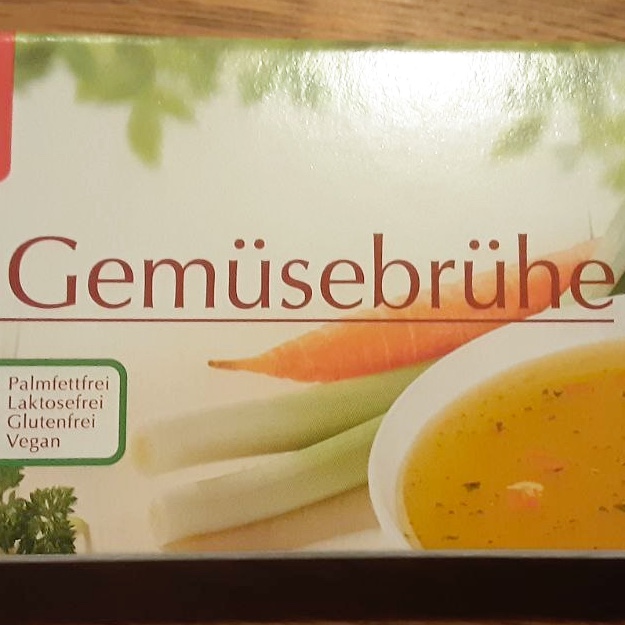 Gemüsebrühe
Palmfettfrei
Laktosefrei
Glutenfrei
Vegan